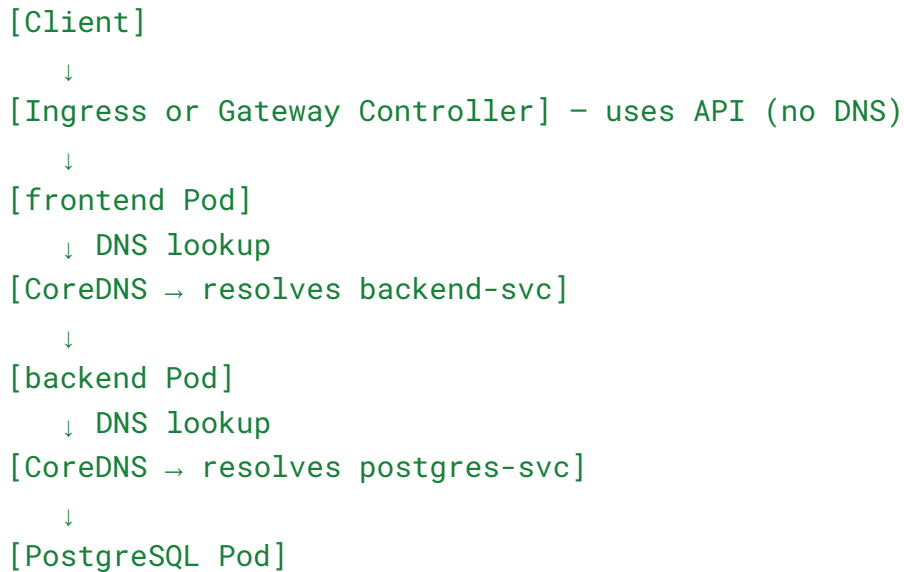 [Client]
↓
[Ingress or Gateway Controller] — uses API (no DNS)
↓
[frontend Pod]
↓ DNS lookup
[CoreDNS → resolves backend-svc]
↓
[backend Pod]
↓ DNS lookup
[CoreDNS → resolves postgres-svc]
↓
[PostgreSQL Pod]